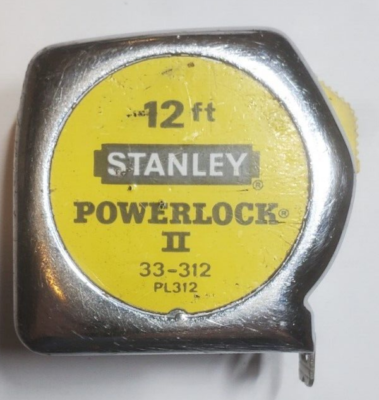 12 ft
STANLEY®
POWERLOCK®
II
33-312
PL312